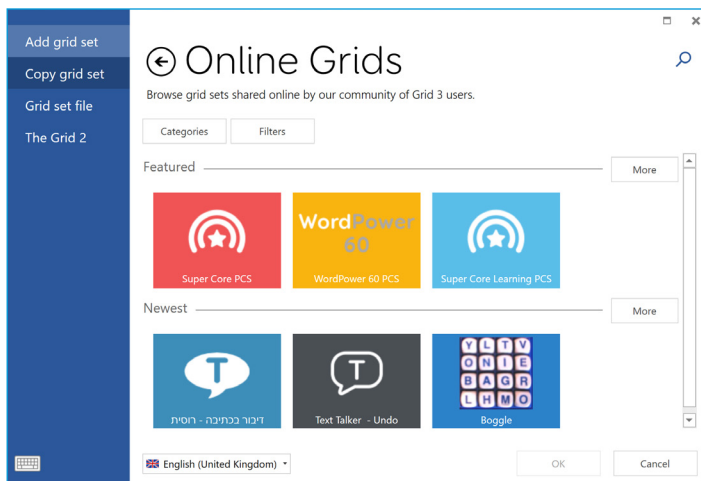 Add grid set
Copy grid set
Grid set file
The Grid 2
Online Grids
Browse grid sets shared online by our community of Grid 3 users.
Categories
Filters
Featured
More
WordPower
60
Super Core PCS
WordPower 60 PCS
Super Core Learning PCS
Newest
More
T
T
Y L T V
O N I E
B A G R
L H M O
דיבור בכתיבה - רוסית
Text Talker - Undo
Boggle
English (United Kingdom)
OK
Cancel